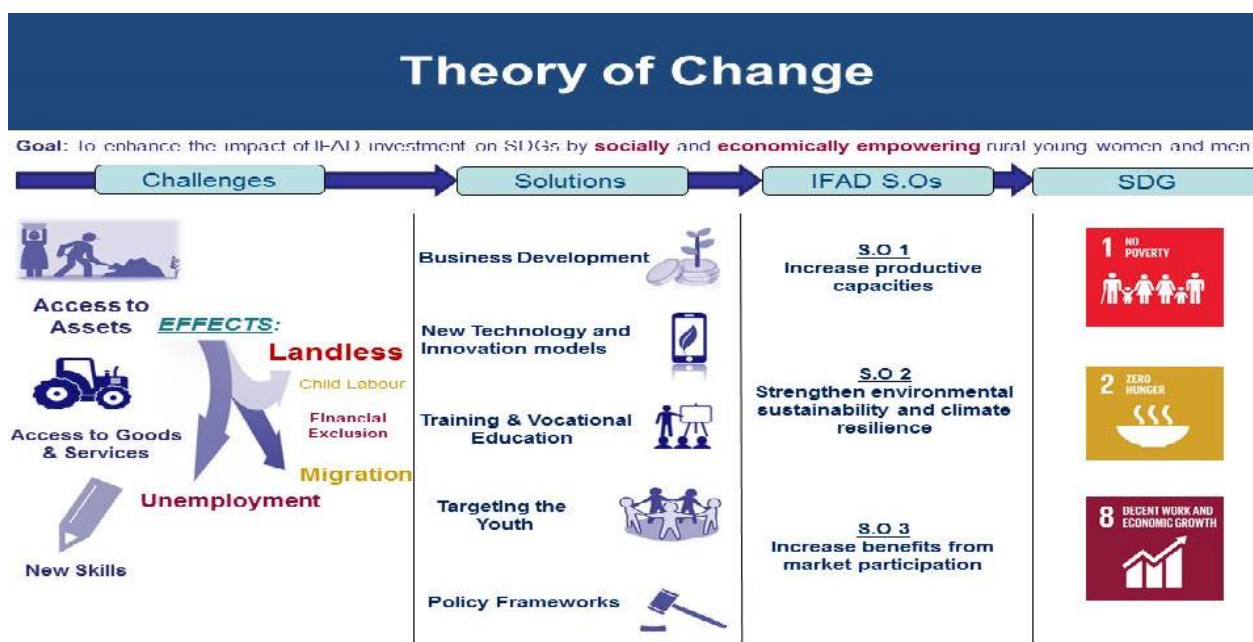 Theory of Change
Goal: To enhance the impact of IFAD investment on SDGs by socially and economically empowering rural young women and men
Challenges
Solutions
IFAD S.Os
SDG
Access to
Assets
EFFECTS:
Landless
Child Labour
Financial
Exclusion
Migration
Unemployment
Access to Goods
& Services
New Skills
Business Development
New Technology and
Innovation models
Training & Vocational
Education
Targeting the
Youth
Policy Frameworks
S.O 1
Increase productive
capacities
S.O 2
Strengthen environmental
sustainability and climate
resilience
S.O 3
Increase benefits from
market participation
1 NO
POVERTY
2 ZERO
HUNGER
8 DECENT WORK AND
ECONOMIC GROWTH